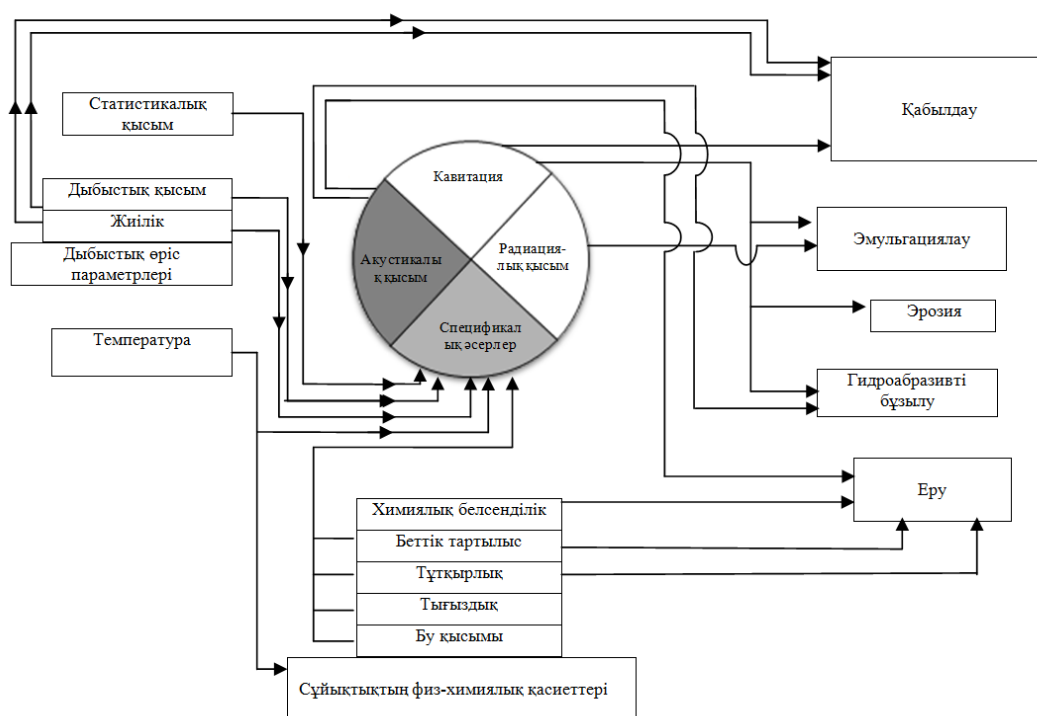 Қабылдау
Статистикалық
қысым
Дыбыстық қысым
Жиілік
Дыбыстық өріс
параметрлері
Температура
Кавитация
Радиация-
лық қысым
Акустикалы
қ қысым
Спецификал
ық әсерлер
Эмульгациялау
Эрозия
Гидроабразивті
бұзылу
Еру
Химиялық белсенділік
Беттік тартылыс
Тұтқырлық
Тығыздық
Бу қысымы
Сұйықтықтың физ-химиялық қасиеттері